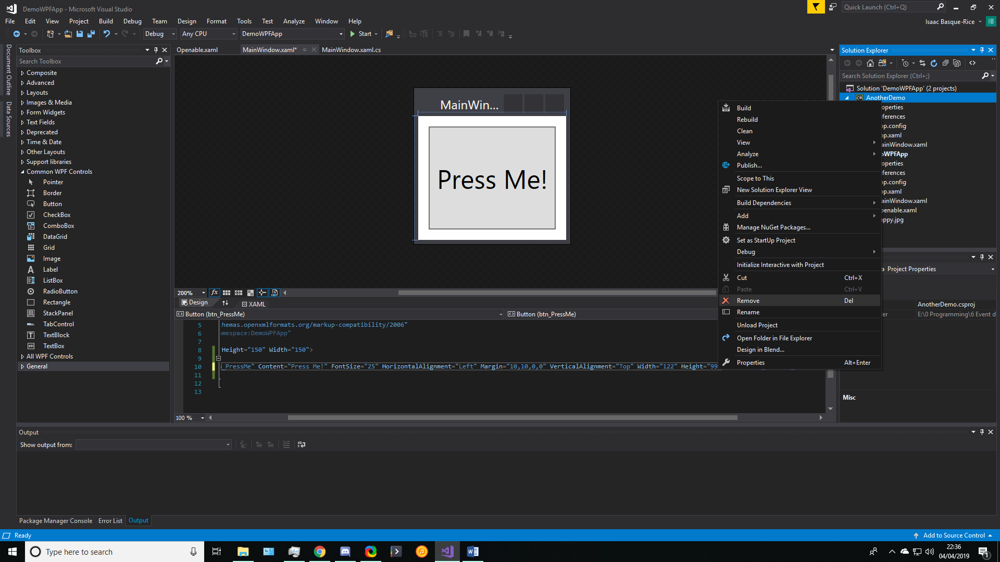 DemoWPFApp - Microsoft Visual Studio
Quick Launch (Ctrl+Q)
File Edit View Project Build Debug Team Design Format Tools Test Analyze Window Help
Isaac Basque-Rice IB
Debug Any CPU DemoWPFApp Start
Document Outline
Data Sources
Toolbox
Search Toolbox
Composite
Advanced
Layouts
Images & Media
Form Widgets
Text Fields
Deprecated
Time & Date
Other Layouts
Support libraries
Common WPF Controls
Pointer
Border
Button
CheckBox
ComboBox
DataGrid
Grid
Image
Label
ListBox
RadioButton
Rectangle
StackPanel
TabControl
TextBlock
TextBox
All WPF Controls
General
Openable.xaml MainWindow.xaml* MainWindow.xaml.cs
MainWin...
Press Me!
200% fx
Design XAML
Button (btn_PressMe) Button (btn_PressMe)
5 :hemas.openxmlformats.org/markup-compatibility/2006"
6 mespace:DemoWPFApp"
7
8 Height="150" Width="150">
9
10 _PressMe" Content="Press Me!" FontSize="25" HorizontalAlignment="Left" Margin="10,10,0,0" VerticalAlignment="Top" Width="122" Height="99
11
12
13
100 %
Solution Explorer
Search Solution Explorer (Ctrl+;)
Solution 'DemoWPFApp' (2 projects)
C# AnotherDemo
operties
ferences
pp.config
pp.xaml
ainWindow.xaml
oWPFApp
operties
ferences
pp.config
pp.xaml
ainWindow.xaml
penable.xaml
ppy.jpg
Build
Rebuild
Clean
View
Analyze
Publish...
Scope to This
New Solution Explorer View
Build Dependencies
Add
Manage NuGet Packages...
Set as StartUp Project
Debug
Initialize Interactive with Project
Cut Ctrl+X
Paste Ctrl+V
Remove Del
Rename
Unload Project
Open Folder in File Explorer
Design in Blend...
Properties Alt+Enter
o Project Properties
AnotherDemo.csproj
er E:\0 Programming\6 Event d
Misc
Output
Show output from:
Package Manager Console Error List Output
Ready
Add to Source Control
Type here to search
22:36
04/04/2019
1